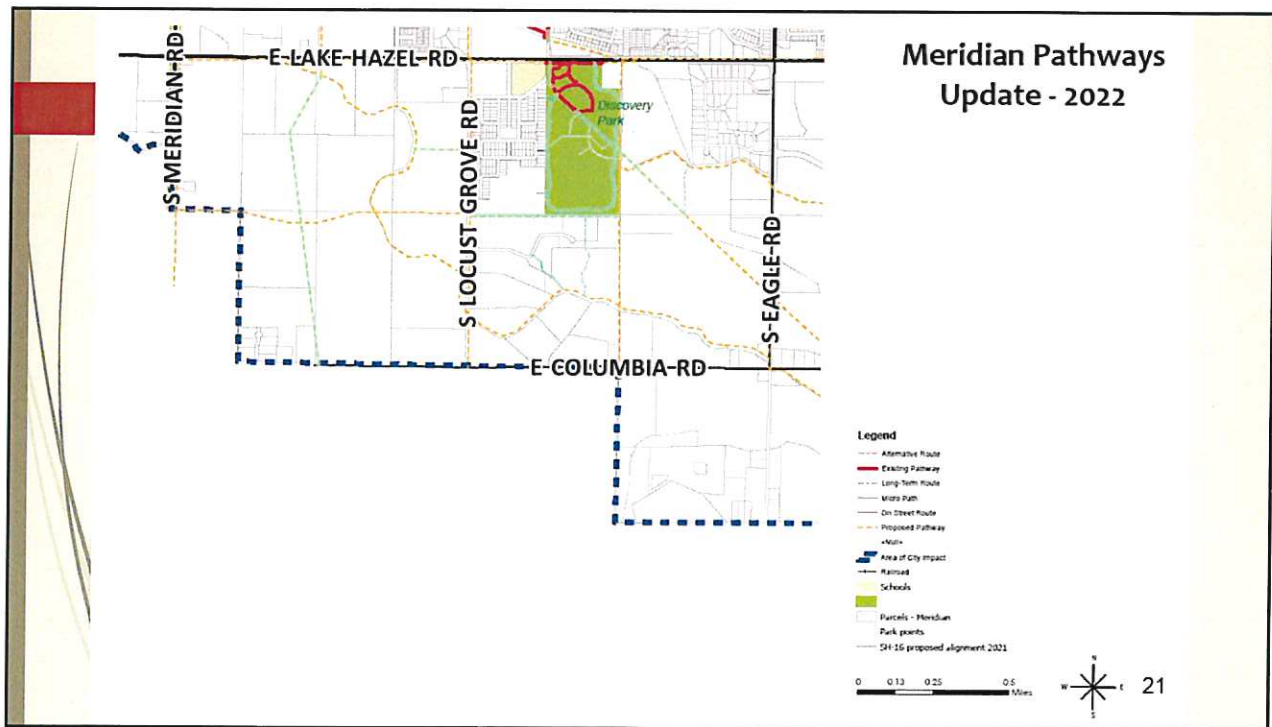 Meridian Pathways
Update - 2022
E LAKE HAZEL RD
S MERIDIAN RD
S LOCUST GROVE RD
Discovery
Park
S EAGLE RD
E COLUMBIA RD
Legend
Alternative Route
Existing Pathway
Long-Term Route
Micro Path
On Street Route
Proposed Pathway
<Null>
Area of City Impact
Railroad
Schools
Parcels - Meridian
Park points
SH-16 proposed alignment 2021
0 0.13 0.25 0.5
Miles
N
W E
S
21